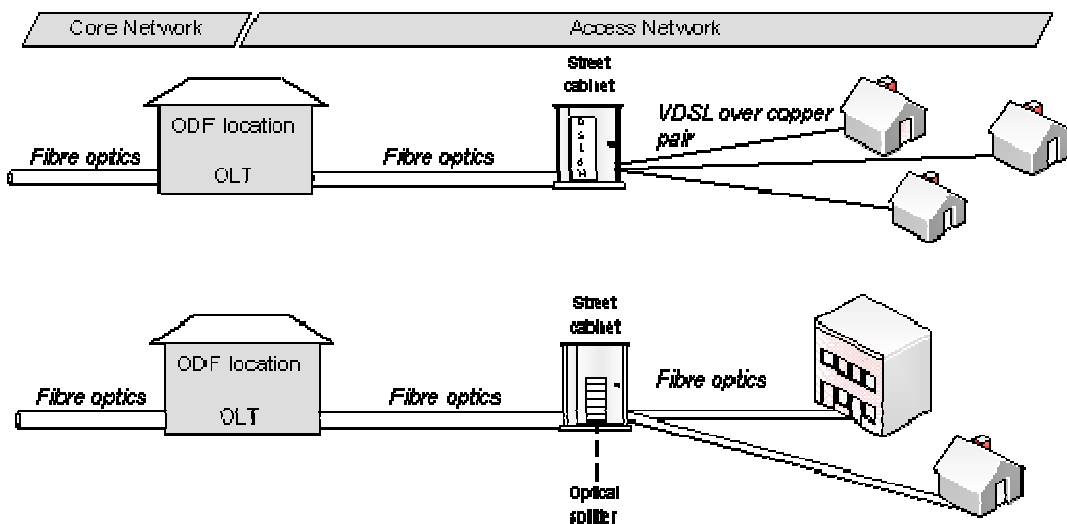 Core Network
Access Network
Street
cabinet
ODF location
OLT
Fibre optics
Fibre optics
DSLAM
VDSL over copper
pair
Street
cabinet
ODF location
OLT
Fibre optics
Fibre optics
Fibre optics
Optical
splitter